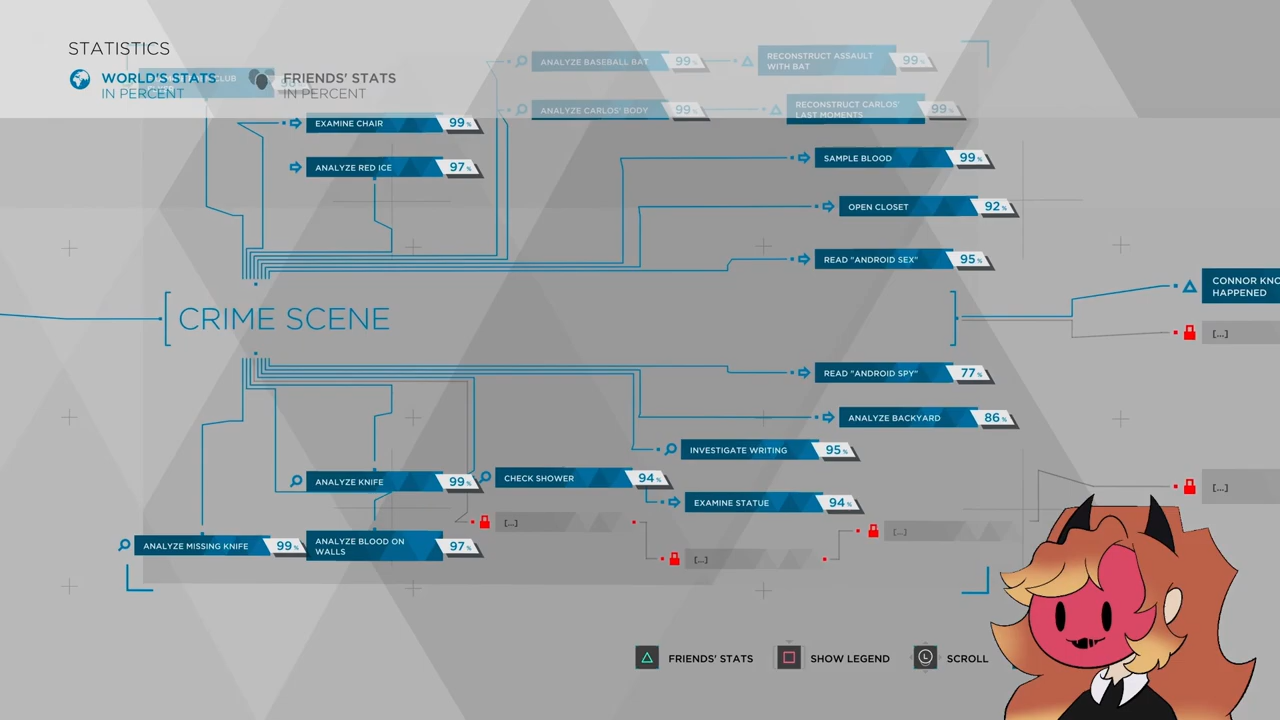 STATISTICS
WORLD'S STATS
IN PERCENT
FRIENDS' STATS
IN PERCENT
CLUB
ANALYZE BASEBALL BAT 99%
RECONSTRUCT ASSAULT
WITH BAT 99%
ANALYZE CARLOS' BODY 99%
RECONSTRUCT CARLOS'
LAST MOMENTS 99%
EXAMINE CHAIR 99%
ANALYZE RED ICE 97%
SAMPLE BLOOD 99%
OPEN CLOSET 92%
READ "ANDROID SEX" 95%
CRIME SCENE
CONNOR KNO
HAPPENED
[...]
READ "ANDROID SPY" 77%
ANALYZE BACKYARD 86%
INVESTIGATE WRITING 95%
ANALYZE KNIFE 99%
CHECK SHOWER 94%
EXAMINE STATUE 94%
[...]
[...]
[...]
[...]
ANALYZE MISSING KNIFE 99%
ANALYZE BLOOD ON
WALLS 97%
FRIENDS' STATS
SHOW LEGEND
L
SCROLL